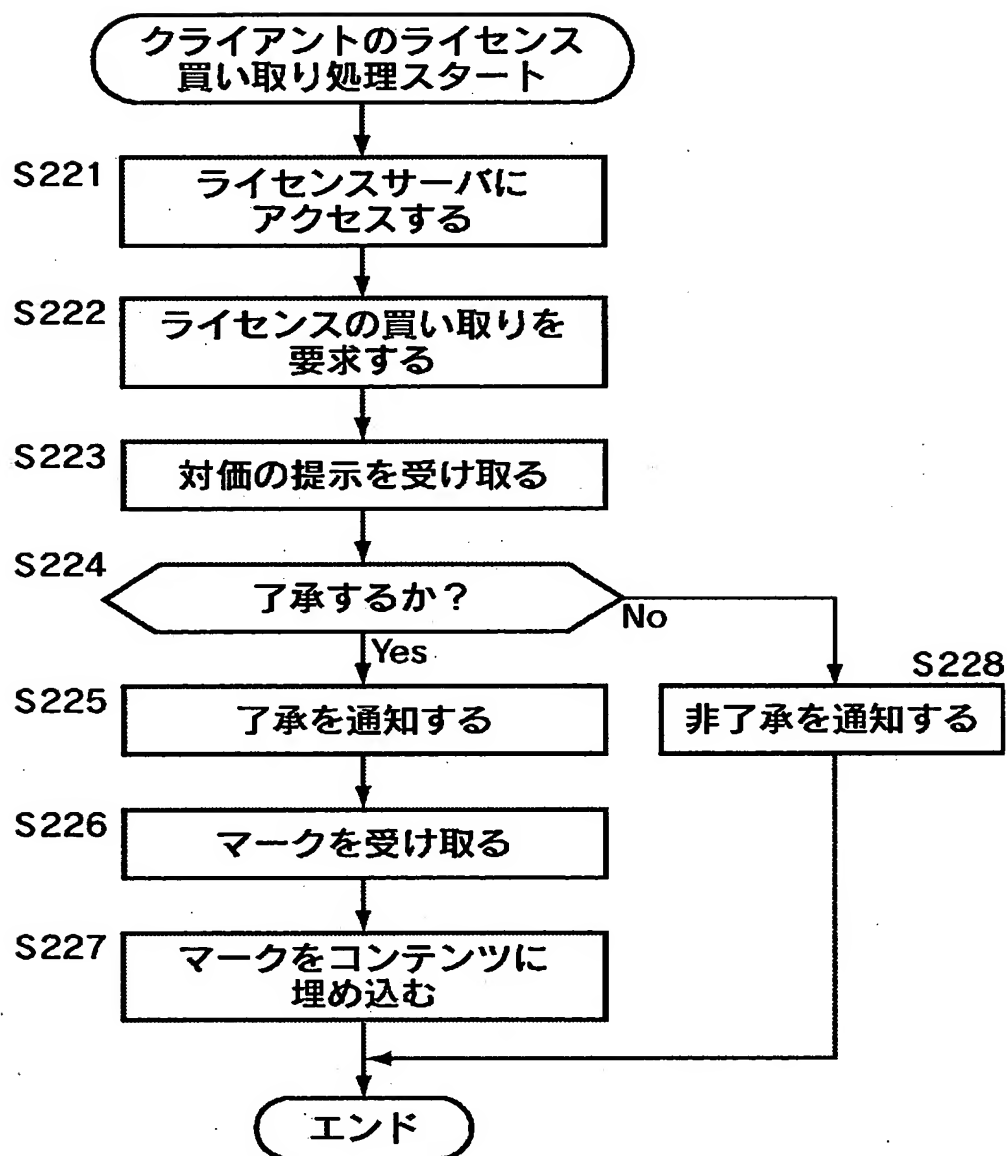 クライアントのライセンス
買い取り処理スタート
S221
ライセンスサーバに
アクセスする
S222
ライセンスの買い取りを
要求する
S223
対価の提示を受け取る
S224
了承するか？
No
Yes
S225
了承を通知する
S228
非了承を通知する
S226
マークを受け取る
S227
マークをコンテンツに
埋め込む
エンド